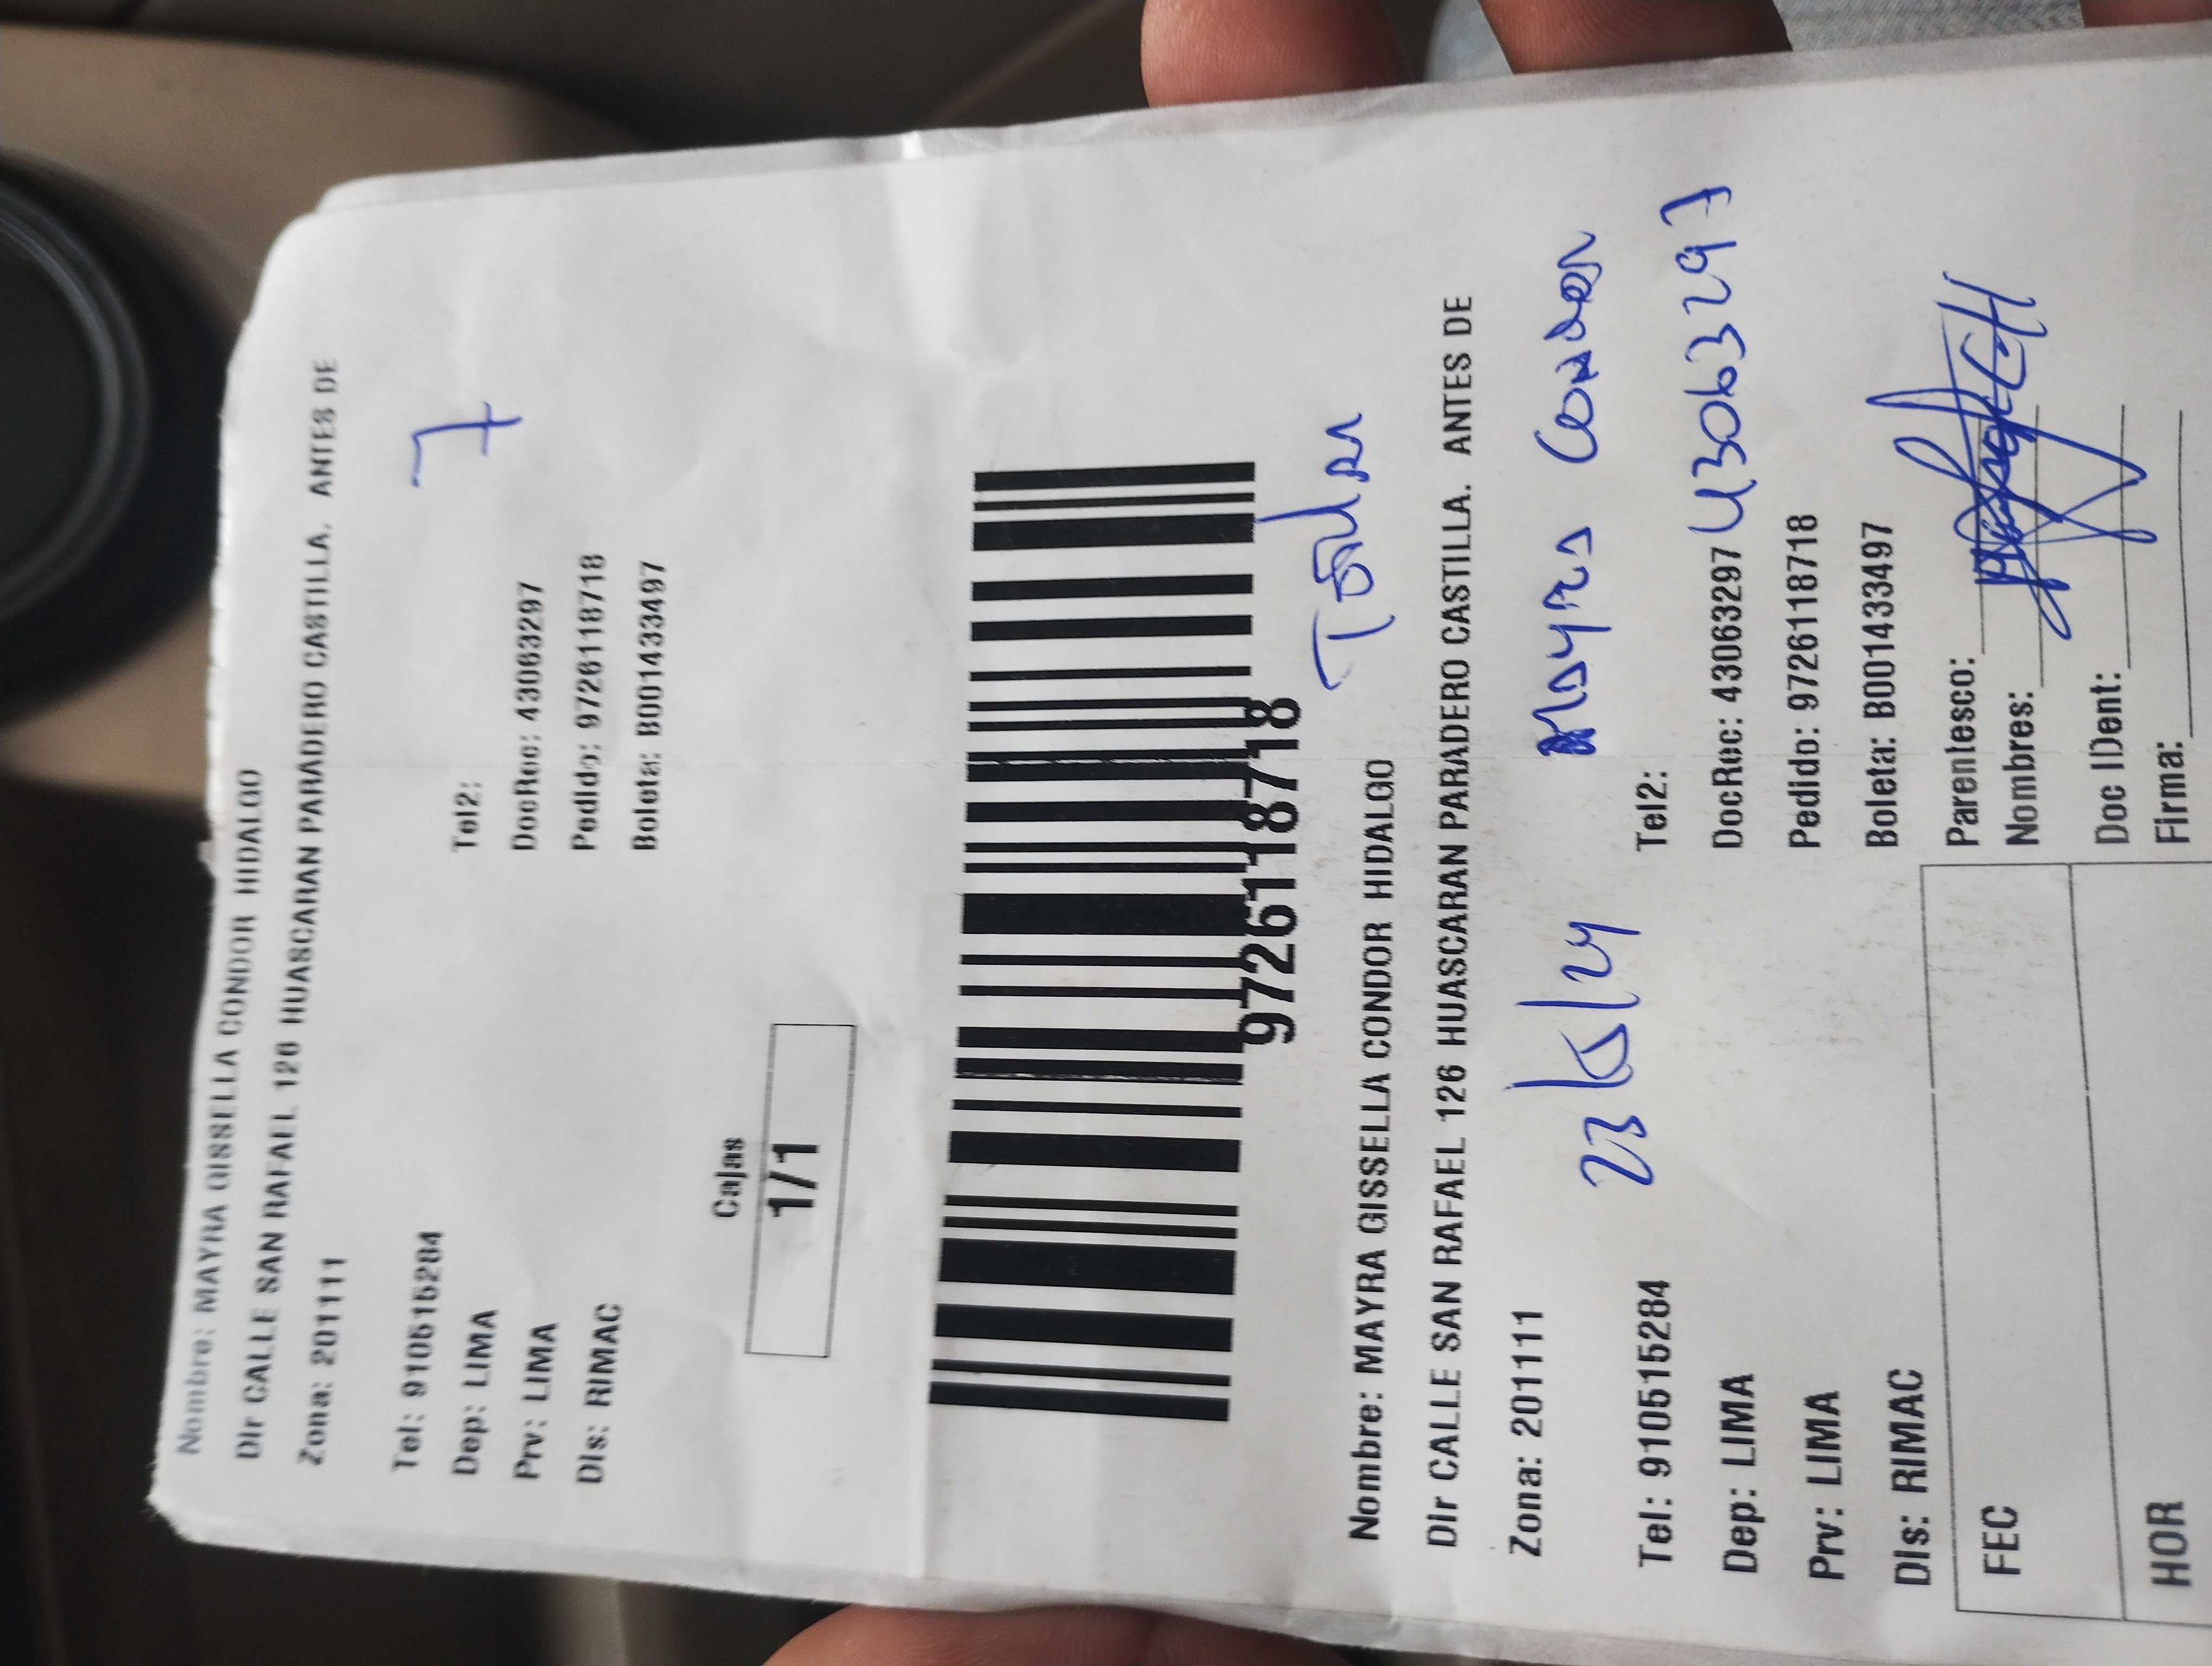 Nombre: MAYRA GISSELLA CONDOR HIDALGO
Dir CALLE SAN RAFAEL 126 HUASCARAN PARADERO CASTILLA. ANTES DE
Zona: 201111
7
Tel: 910515284
Tel2:
Dep: LIMA
DocRec: 43063297
Prv: LIMA
Pedido: 9726118718
Dis: RIMAC
Boleta: B001433497
Cajas
1/1
9726118718
Nombre: MAYRA GISSELLA CONDOR HIDALGO
Dir CALLE SAN RAFAEL 126 HUASCARAN PARADERO CASTILLA. ANTES DE
Zona: 201111
Mayra Condor
Tel: 910515284
Tel2:
Dep: LIMA
DocRec: 43063297 43063297
Prv: LIMA
Pedido: 9726118718
Dis: RIMAC
Boleta: B001433497
FEC
Parentesco:
Nombres:
HOR
Doc IDent:
Firma: